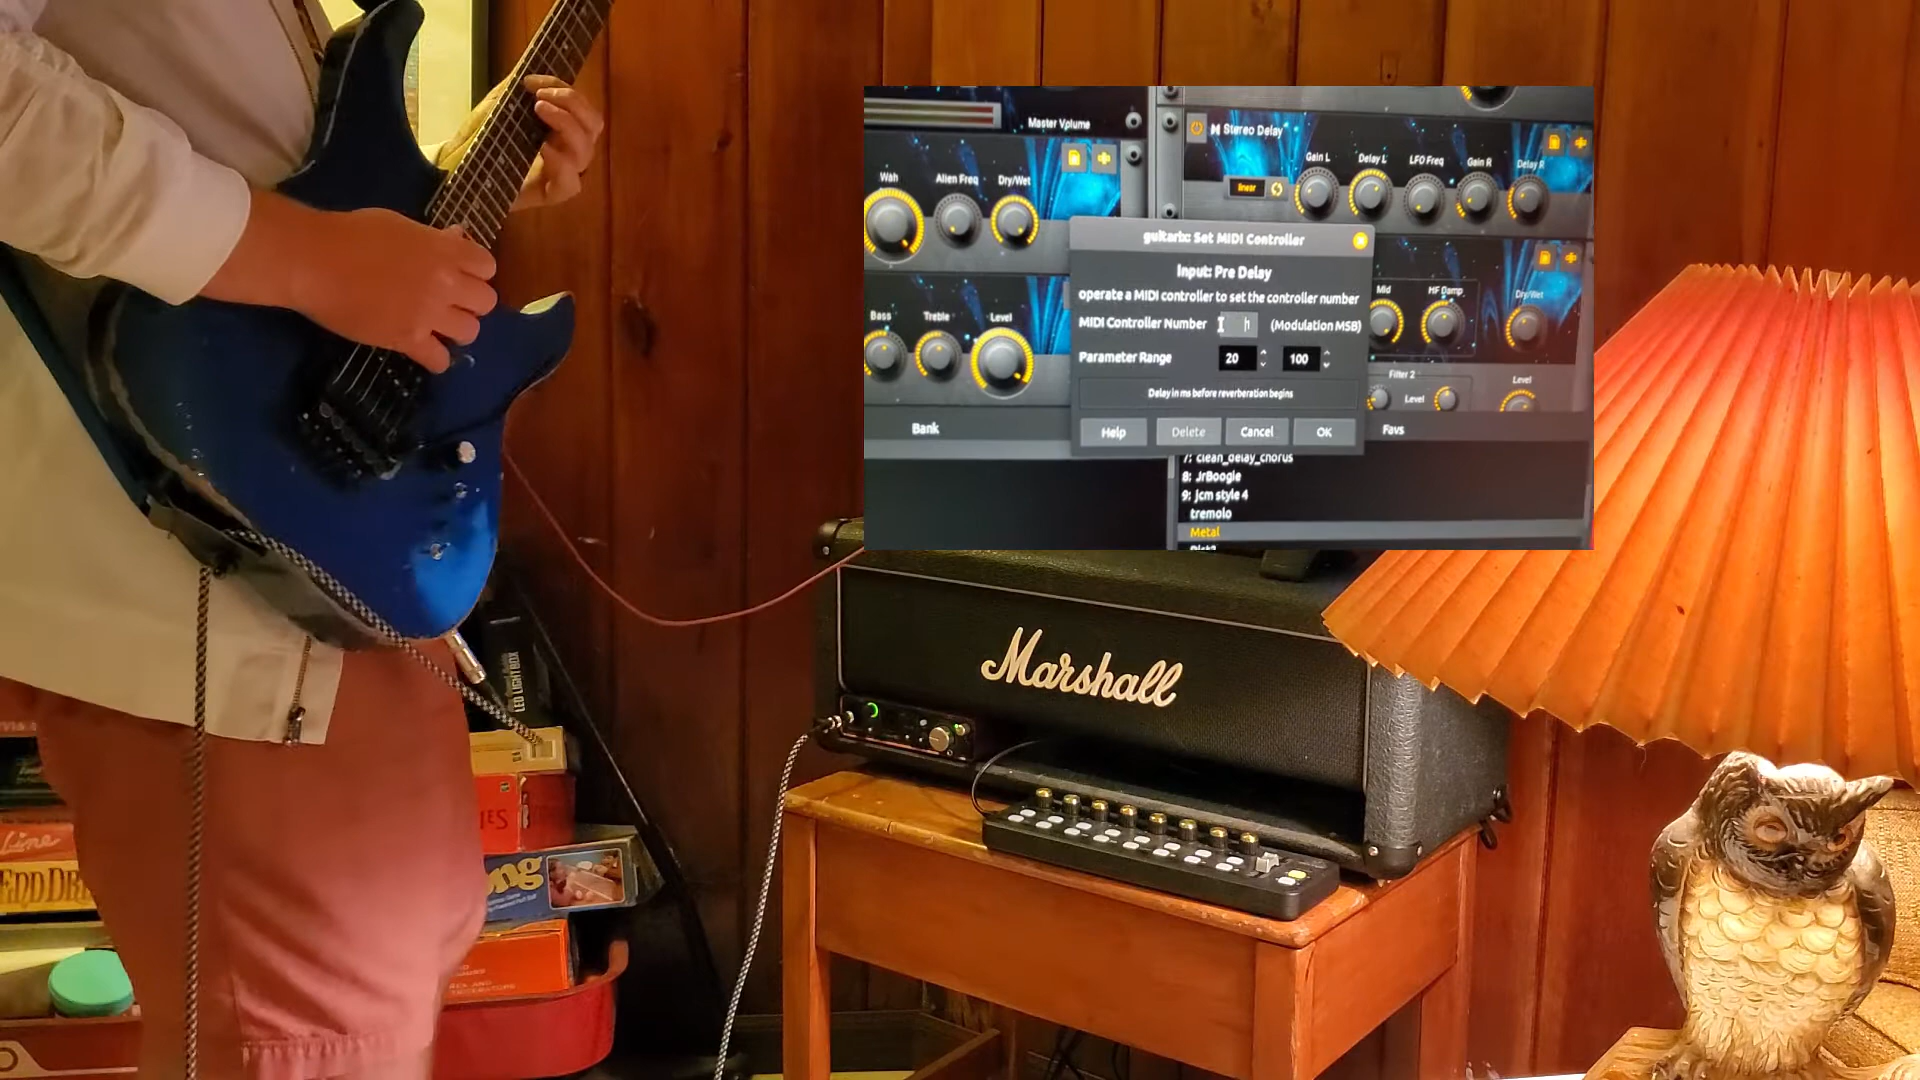 Master Volume
Stereo Delay
Gain L
Delay L
LFO Freq
Gain R
Delay R
linear
Wah
Alien Freq
Dry/Wet
guitarix: Set MIDI Controller
Input: Pre Delay
operate a MIDI controller to set the controller number
MIDI Controller Number 1 (Modulation MSB)
Parameter Range 20 100
Delay in ms before reverberation begins
Help Delete Cancel OK
Bass
Treble
Level
Mid
HF Damp
Dry/Wet
Filter 2
Level
Level
Bank
Favs
7: clean_delay_chorus
8: JrBoogie
9: jcm style 4
tremolo
Metal
Marshall
LED LIGHT BOX
Line